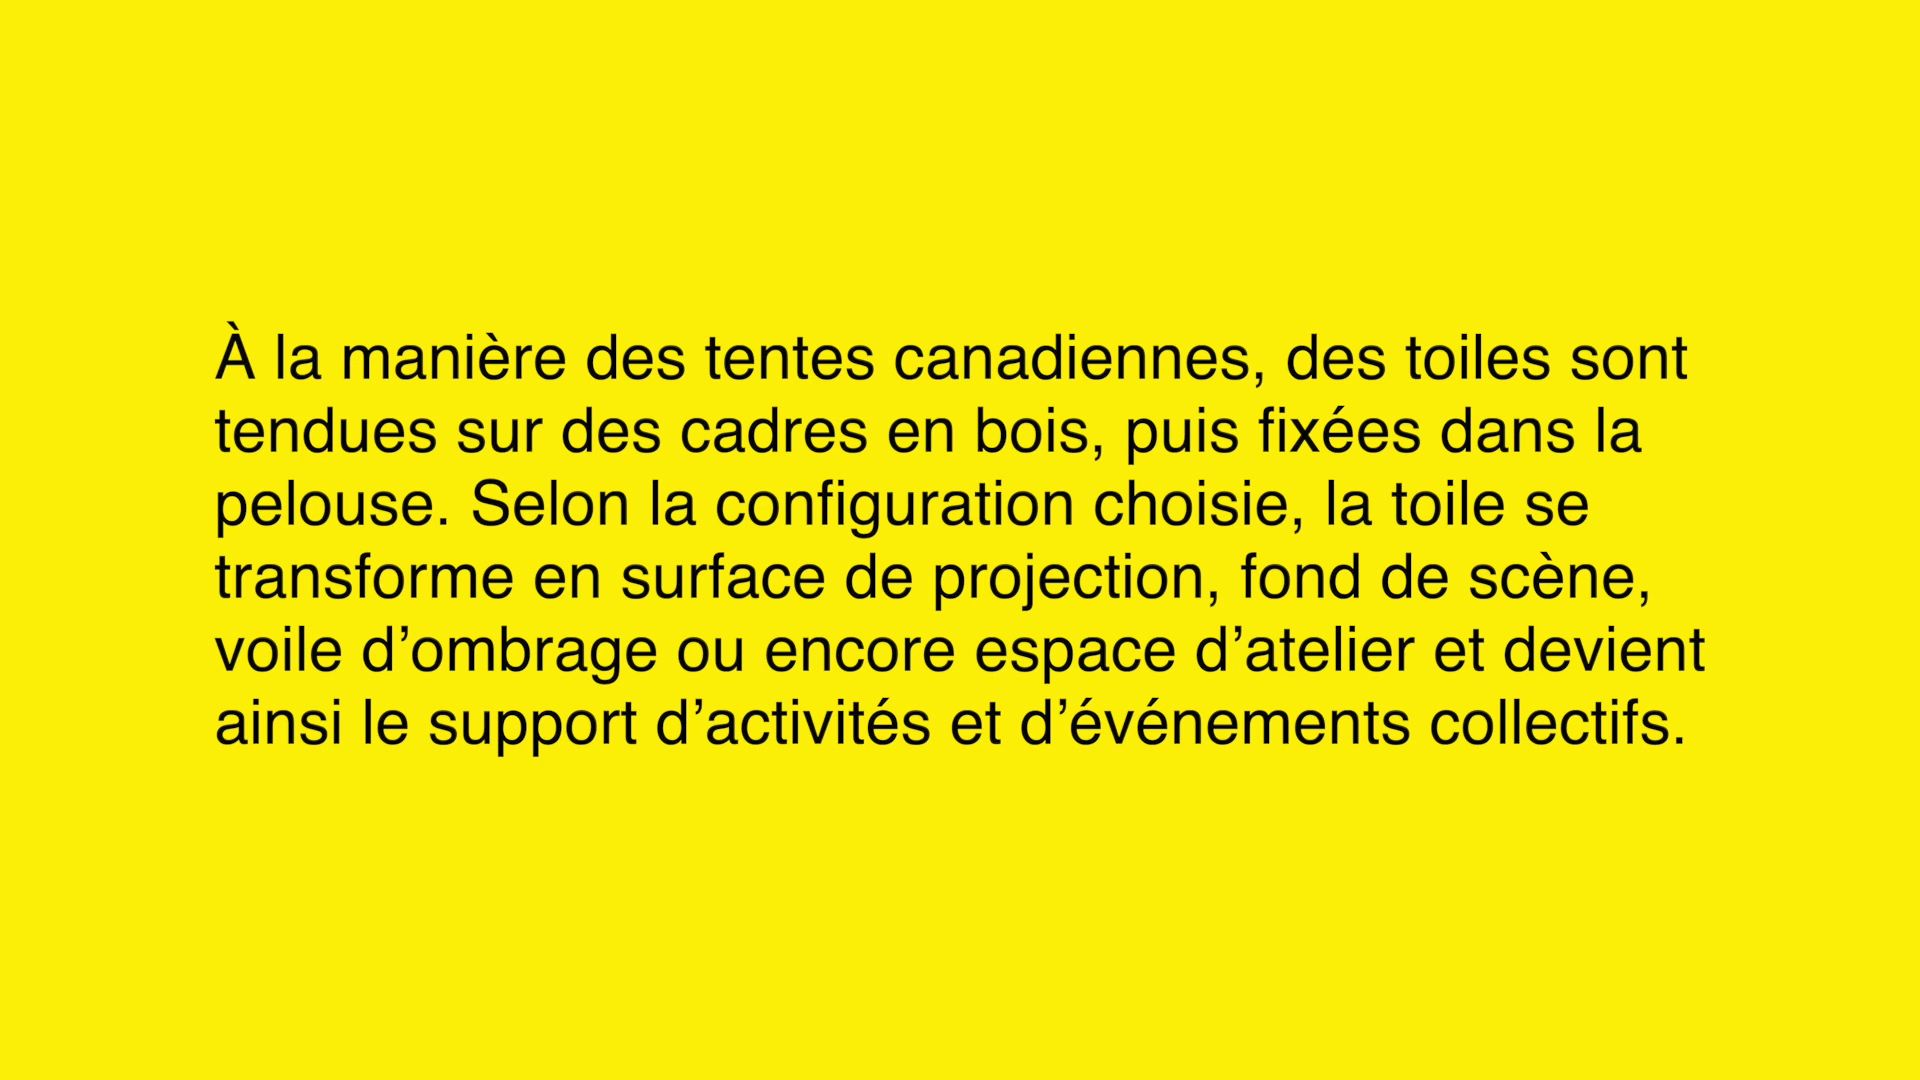 À la manière des tentes canadiennes, des toiles sont
tendues sur des cadres en bois, puis fixées dans la
pelouse. Selon la configuration choisie, la toile se
transforme en surface de projection, fond de scène,
voile d’ombrage ou encore espace d’atelier et devient
ainsi le support d’activités et d’événements collectifs.